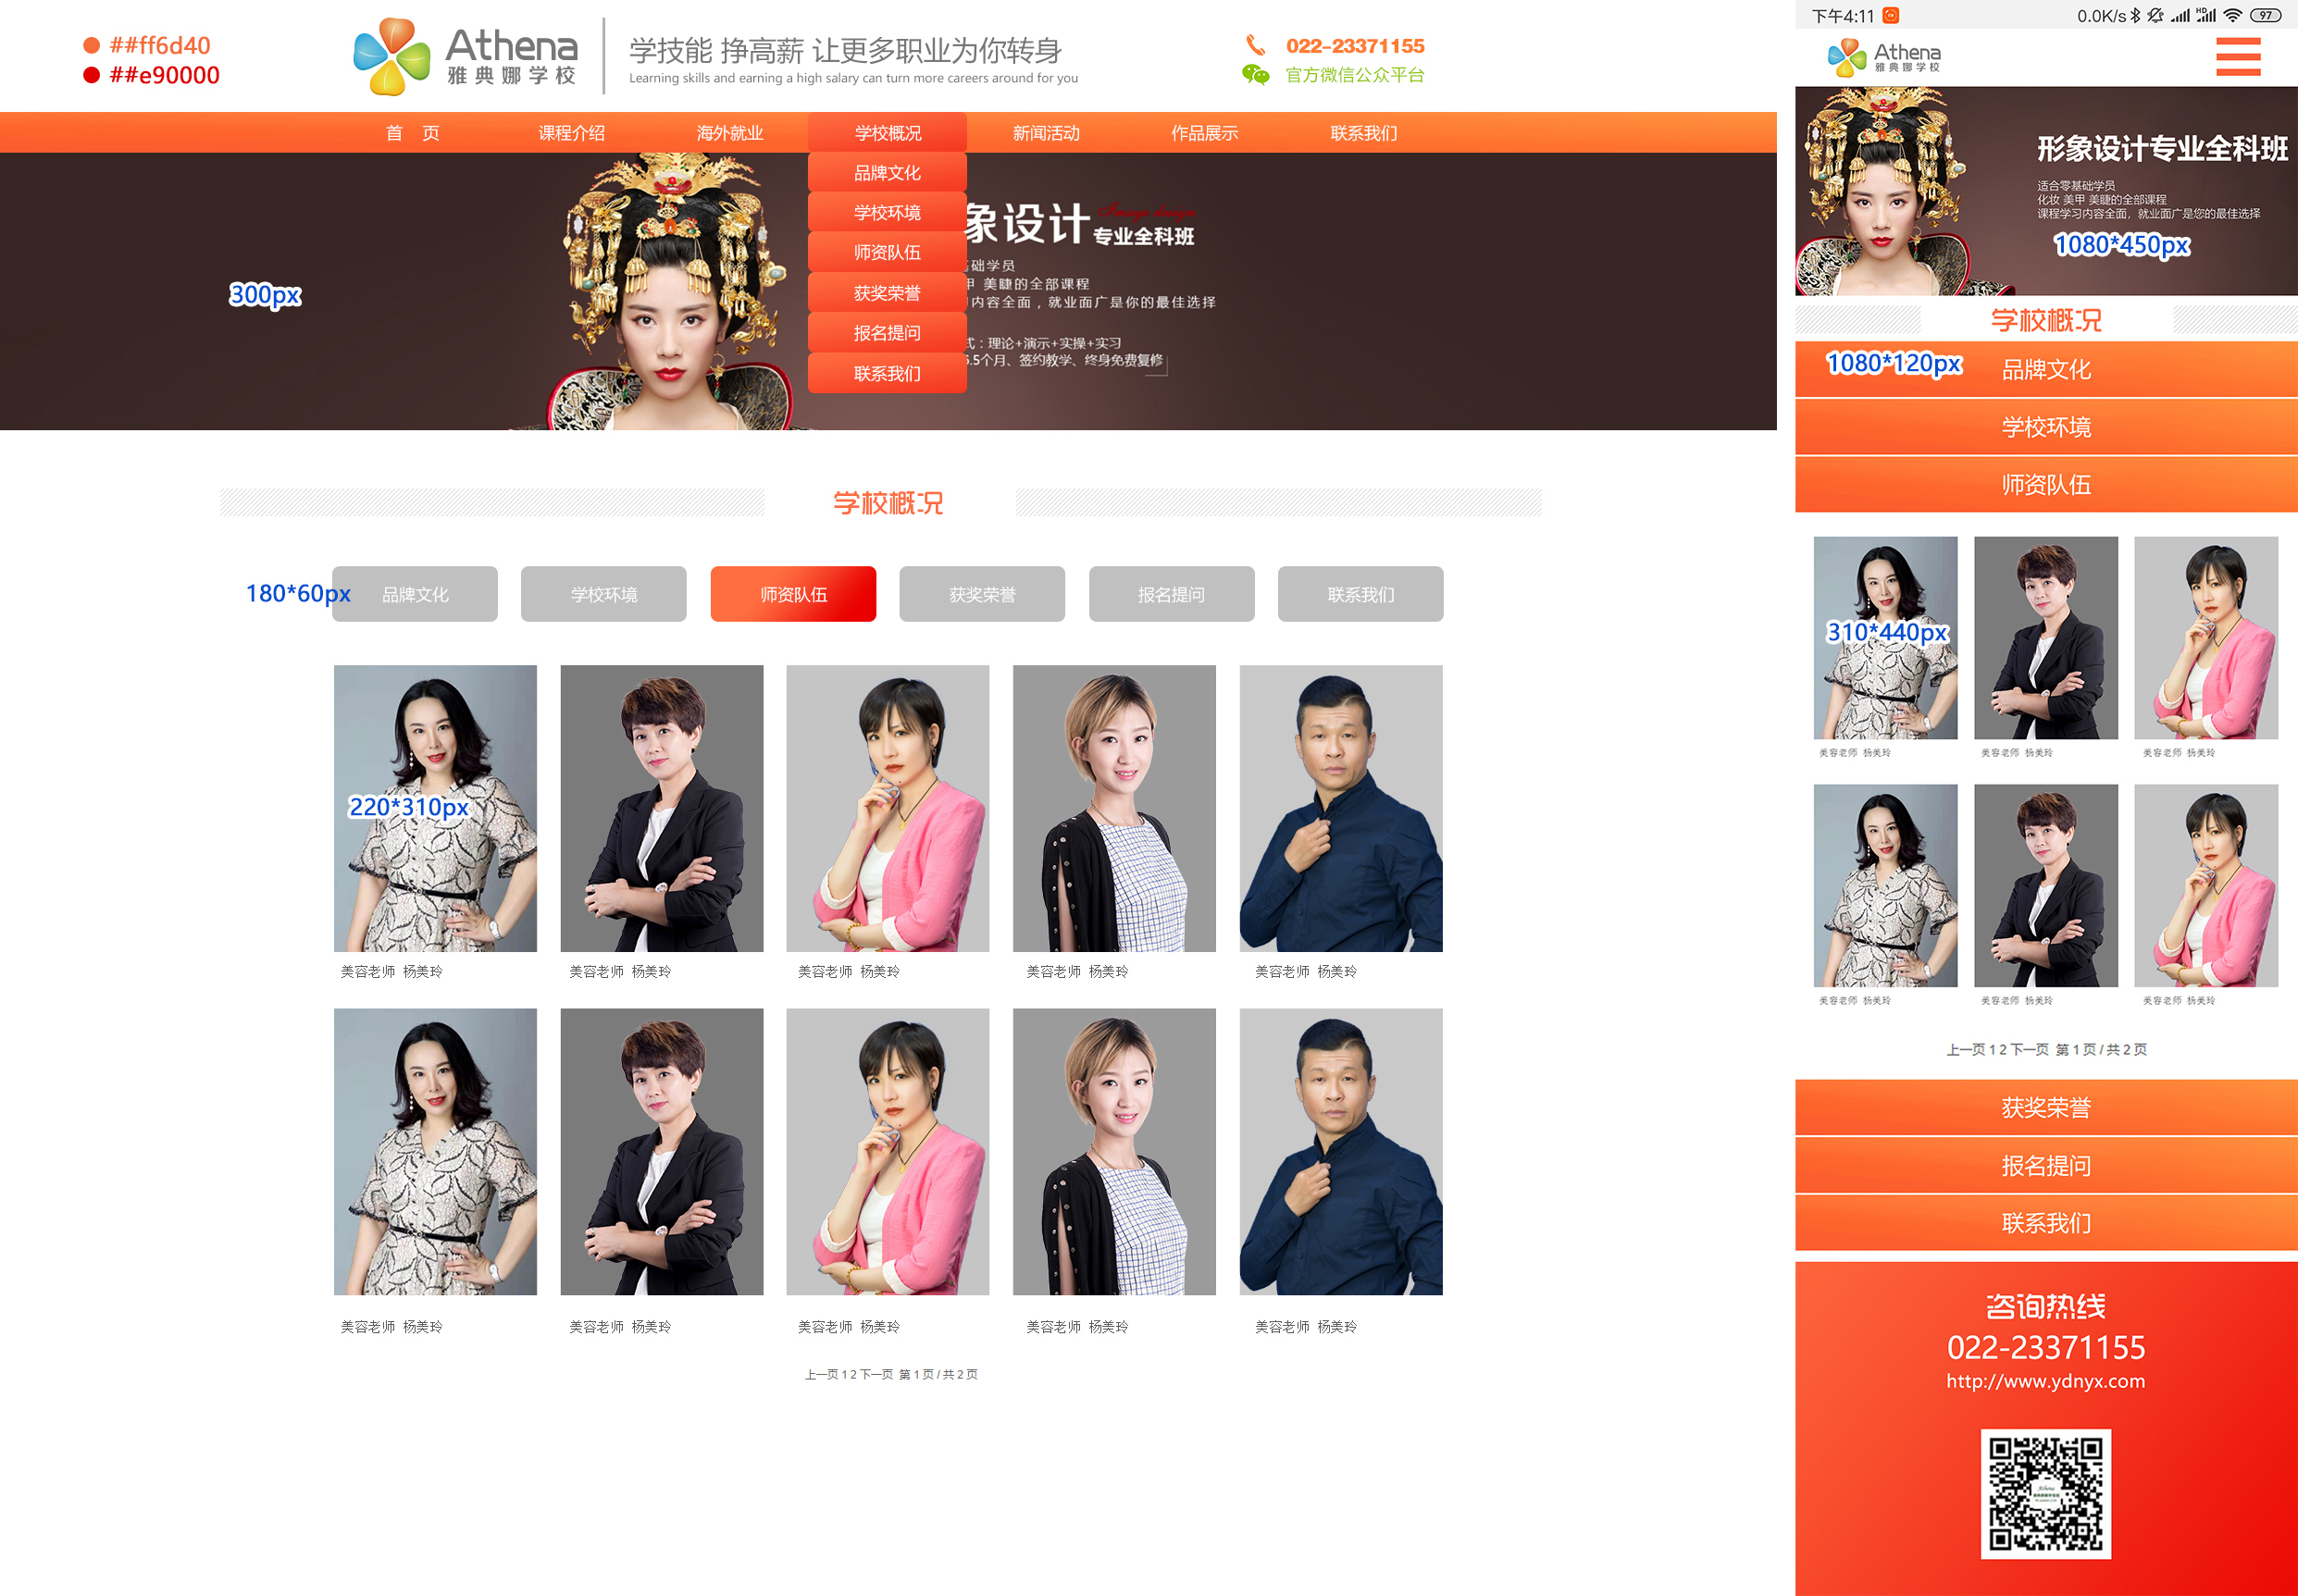 ##ff6d40
##e90000
Athena
雅典娜学校
学技能 挣高薪 让更多职业为你转身
Learning skills and earning a high salary can turn more careers around for you
022-23371155
官方微信公众平台
首 页
课程介绍
海外就业
学校概况
新闻活动
作品展示
联系我们
品牌文化
学校环境
师资队伍
获奖荣誉
报名提问
联系我们
300px
象设计
Image design
专业全科班
础学员
甲 美睫的全部课程
内容全面，就业面广是你的最佳选择
式：理论+演示+实操+实习
.5个月、签约教学、终身免费复修
学校概况
180*60px
品牌文化
学校环境
师资队伍
获奖荣誉
报名提问
联系我们
220*310px
美容老师 杨美玲
美容老师 杨美玲
美容老师 杨美玲
美容老师 杨美玲
美容老师 杨美玲
美容老师 杨美玲
美容老师 杨美玲
美容老师 杨美玲
美容老师 杨美玲
美容老师 杨美玲
上一页 1 2 下一页 第 1 页 / 共 2 页
下午4:11
0.0K/s
HD
97
Athena
雅典娜学校
形象设计专业全科班
适合零基础学员
化妆 美甲 美睫的全部课程
课程学习内容全面，就业面广是您的最佳选择
1080*450px
学校概况
1080*120px
品牌文化
学校环境
师资队伍
310*440px
美容老师 杨美玲
美容老师 杨美玲
美容老师 杨美玲
美容老师 杨美玲
美容老师 杨美玲
美容老师 杨美玲
上一页 1 2 下一页 第 1 页 / 共 2 页
获奖荣誉
报名提问
联系我们
咨询热线
022-23371155
http://www.ydnyx.com